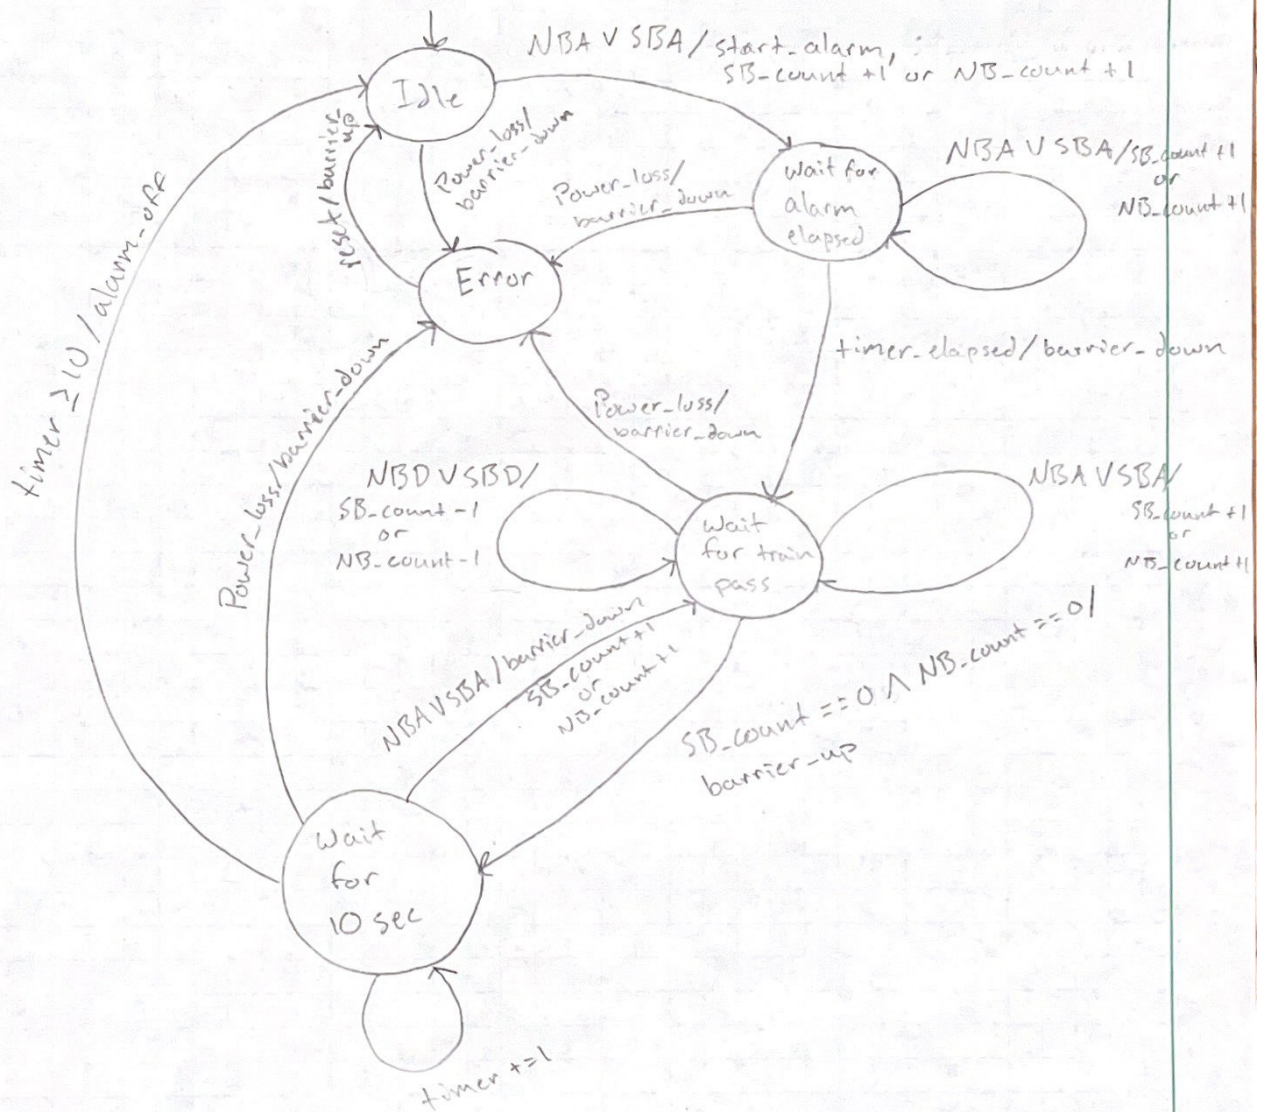 NBA V SBA / start_alarm,
SB_count +1 or NB_count +1
Idle
Power_loss/
barrier_down
reset/barrier_
up
NBA V SBA/SB_count+1
or
NB_count+1
Wait for
alarm
elapsed
Power_loss/
barrier_down
Error
timer ≥ 10 / alarm_off
timer_elapsed/barrier_down
Power_loss/barrier_down
Power_loss/
barrier_down
NBD V SBD/
SB_count-1
or
NB_count-1
NBA V SBA/
SB_count+1
or
NB_count+1
Wait
for train
pass
NBA V SBA / barrier_down
SB_count+1
or
NB_count+1
SB_count == 0 ∧ NB_count == 0/
barrier_up
Wait
for
10 sec
timer +=1